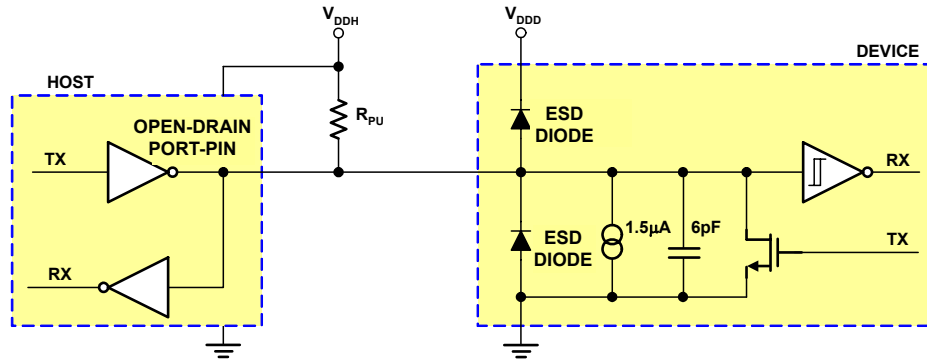 V_DDH
V_DDD
HOST
DEVICE
R_PU
ESD
DIODE
OPEN-DRAIN
PORT-PIN
TX
RX
1.5µA
6pF
ESD
DIODE
TX
RX